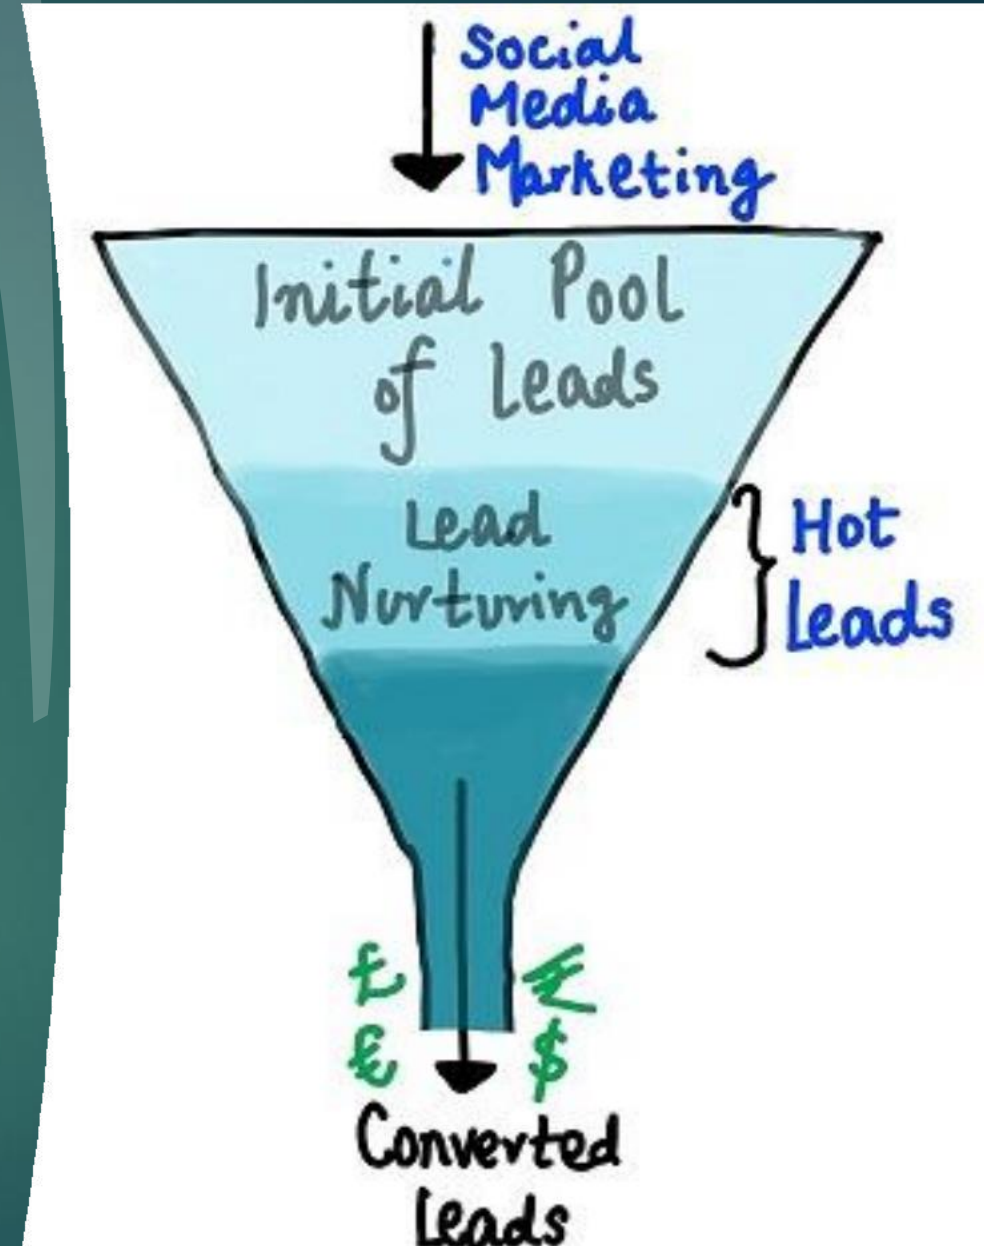 Social
Media
Marketing
Initial Pool
of Leads
Lead
Nurturing
Hot
Leads
£ ₹
€ $
Converted
Leads